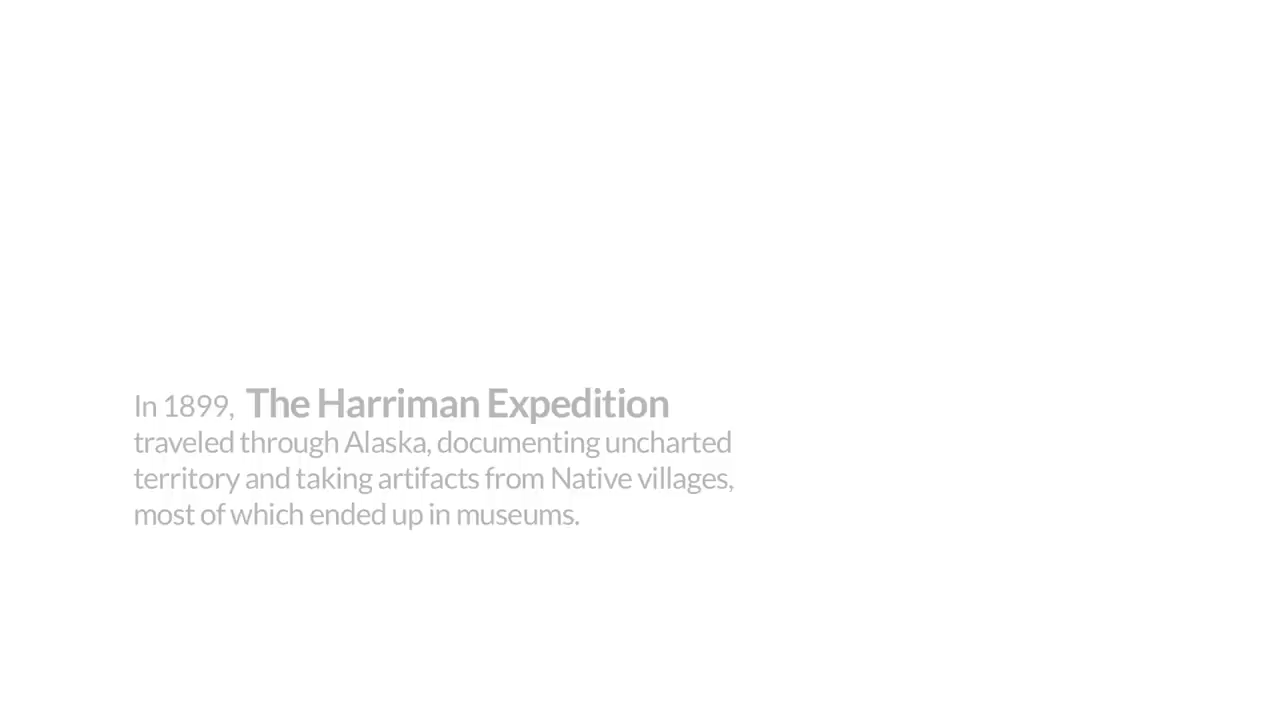 In 1899, The Harriman Expedition
traveled through Alaska, documenting uncharted
territory and taking artifacts from Native villages,
most of which ended up in museums.